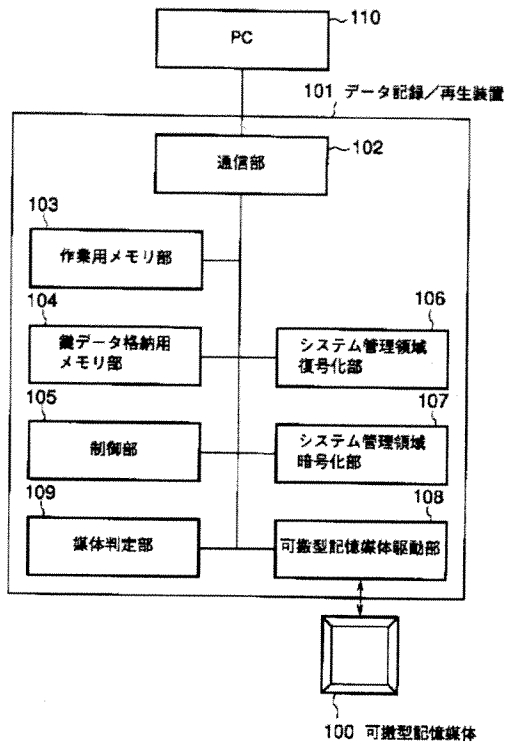 PC
110
101 データ記録/再生装置
通信部
102
103
作業用メモリ部
104
鍵データ格納用
メモリ部
106
システム管理領域
復号化部
105
制御部
107
システム管理領域
暗号化部
109
媒体判定部
108
可搬型記憶媒体駆動部
100 可搬型記憶媒体